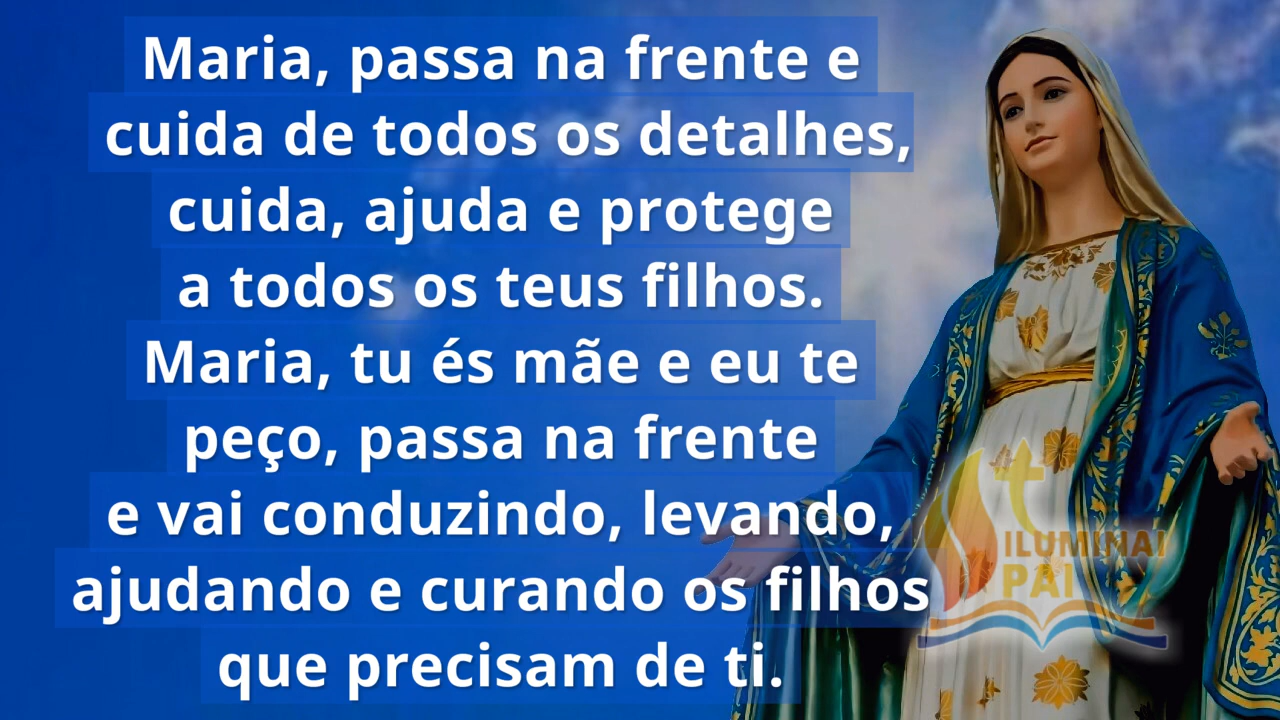 Maria, passa na frente e
cuida de todos os detalhes,
cuida, ajuda e protege
a todos os teus filhos.
Maria, tu és mãe e eu te
peço, passa na frente
e vai conduzindo, levando,
ajudando e curando os filhos
que precisam de ti.
ILUMINAI
PAI